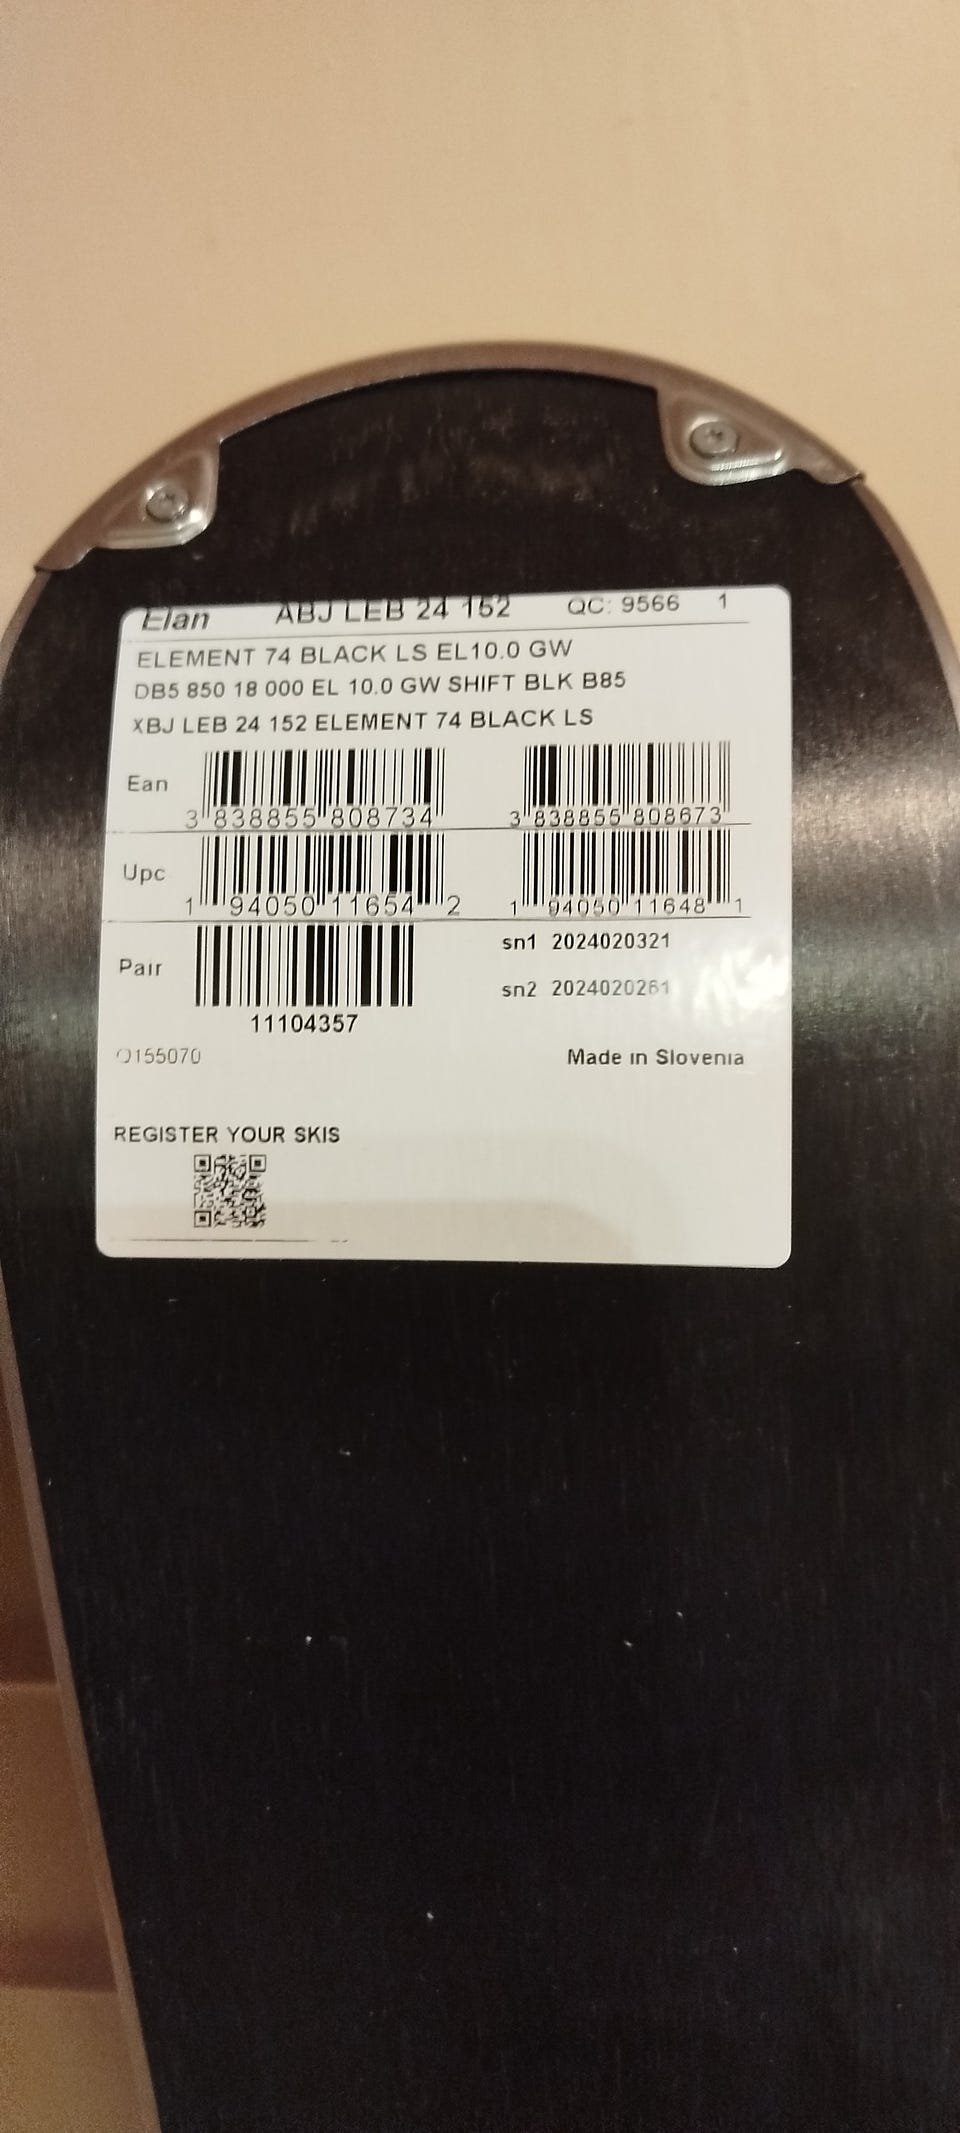 Elan ABJ LEB 24 152 QC: 9566 1
ELEMENT 74 BLACK LS EL10.0 GW
DB5 850 18 000 EL 10.0 GW SHIFT BLK B85
XBJ LEB 24 152 ELEMENT 74 BLACK LS
Ean 3 838855 808734 3 838855 808673
Upc 1 94050 11654 2 1 94050 11648 1
Pair 11104357
sn1 2024020321
sn2 2024020261
O155070 Made in Slovenia
REGISTER YOUR SKIS